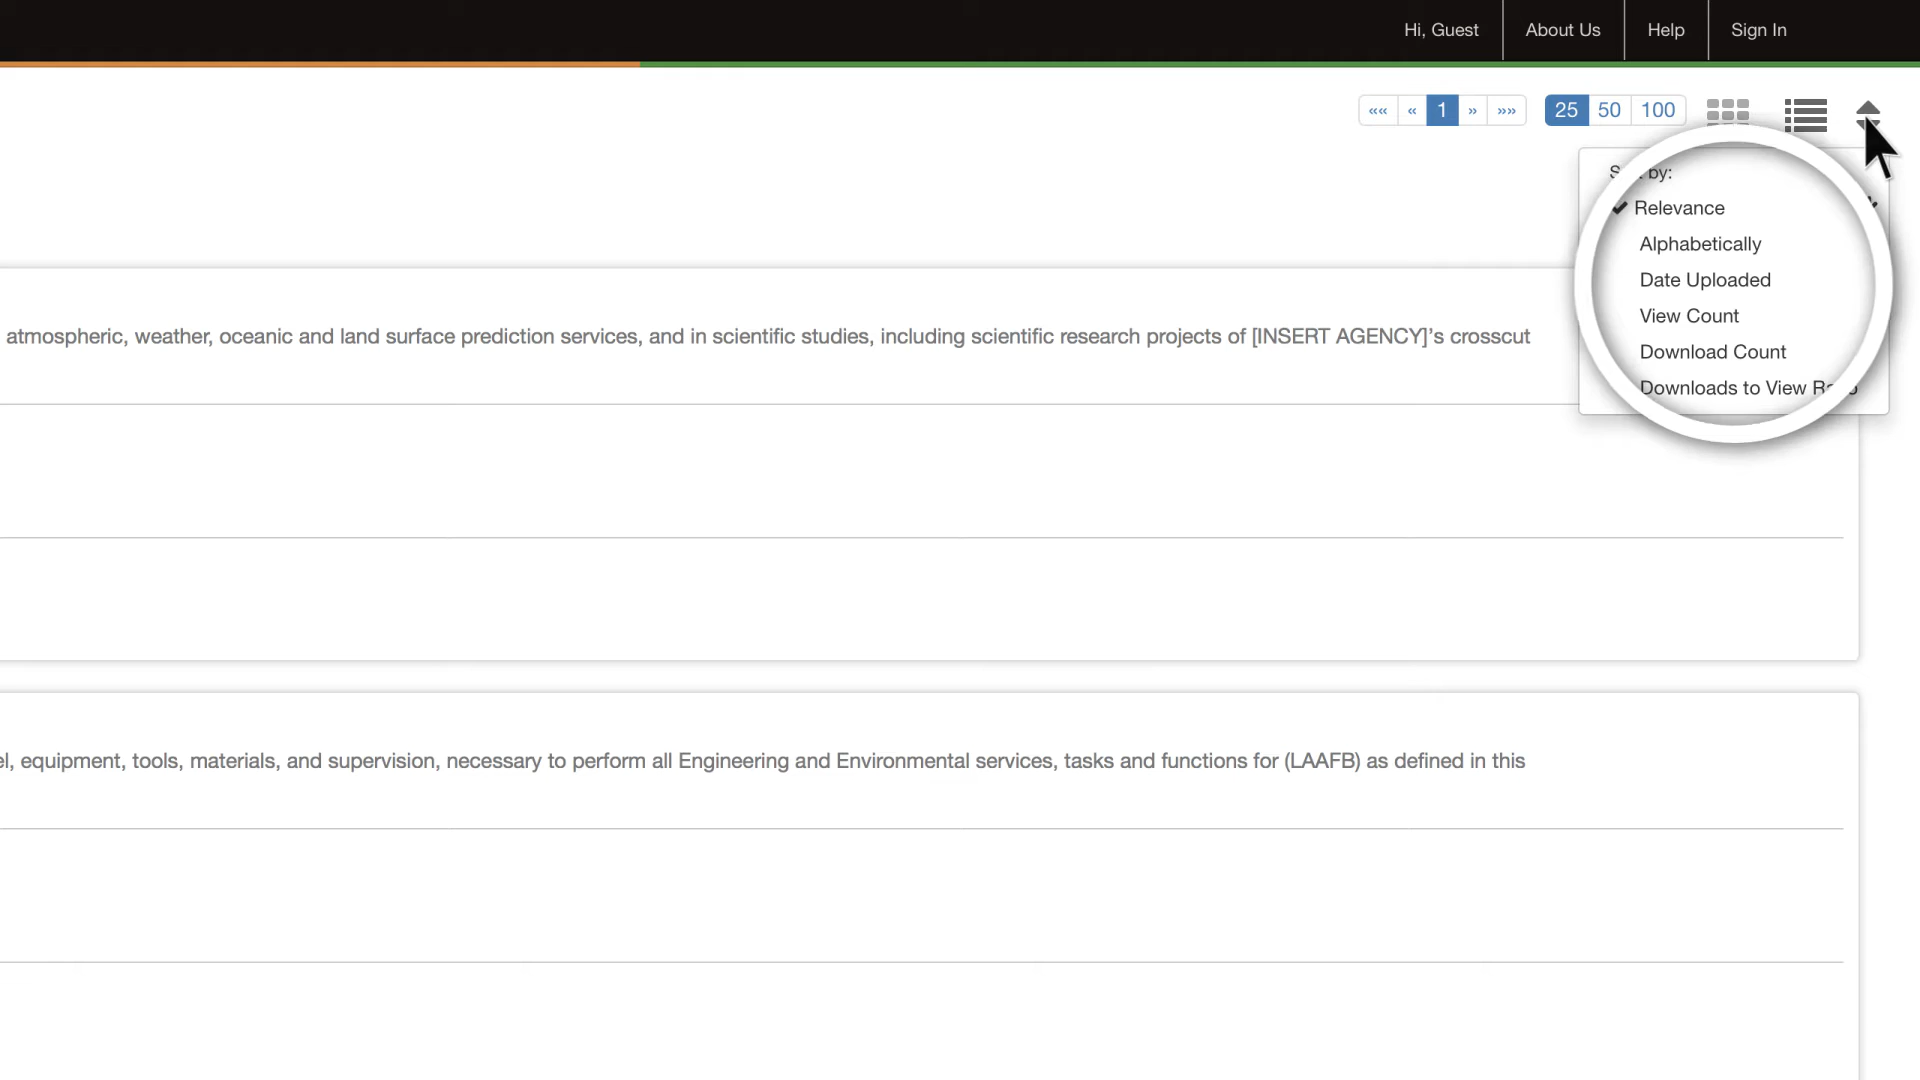 Hi, Guest About Us Help Sign In
«« « 1 » »» 25 50 100
by:
✔ Relevance
Alphabetically
Date Uploaded
View Count
Download Count
Downloads to View
atmospheric, weather, oceanic and land surface prediction services, and in scientific studies, including scientific research projects of [INSERT AGENCY]’s crosscut
equipment, tools, materials, and supervision, necessary to perform all Engineering and Environmental services, tasks and functions for (LAAFB) as defined in this